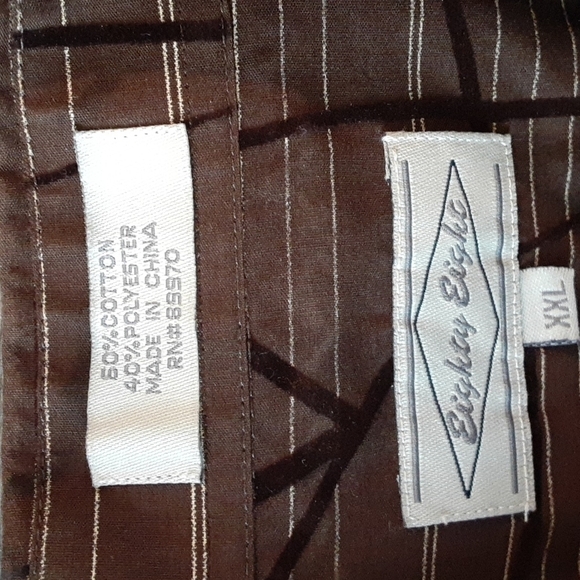 60%COTTON
40%POLYESTER
MADE IN CHINA
RN#85970
Eighty Eight
XXL